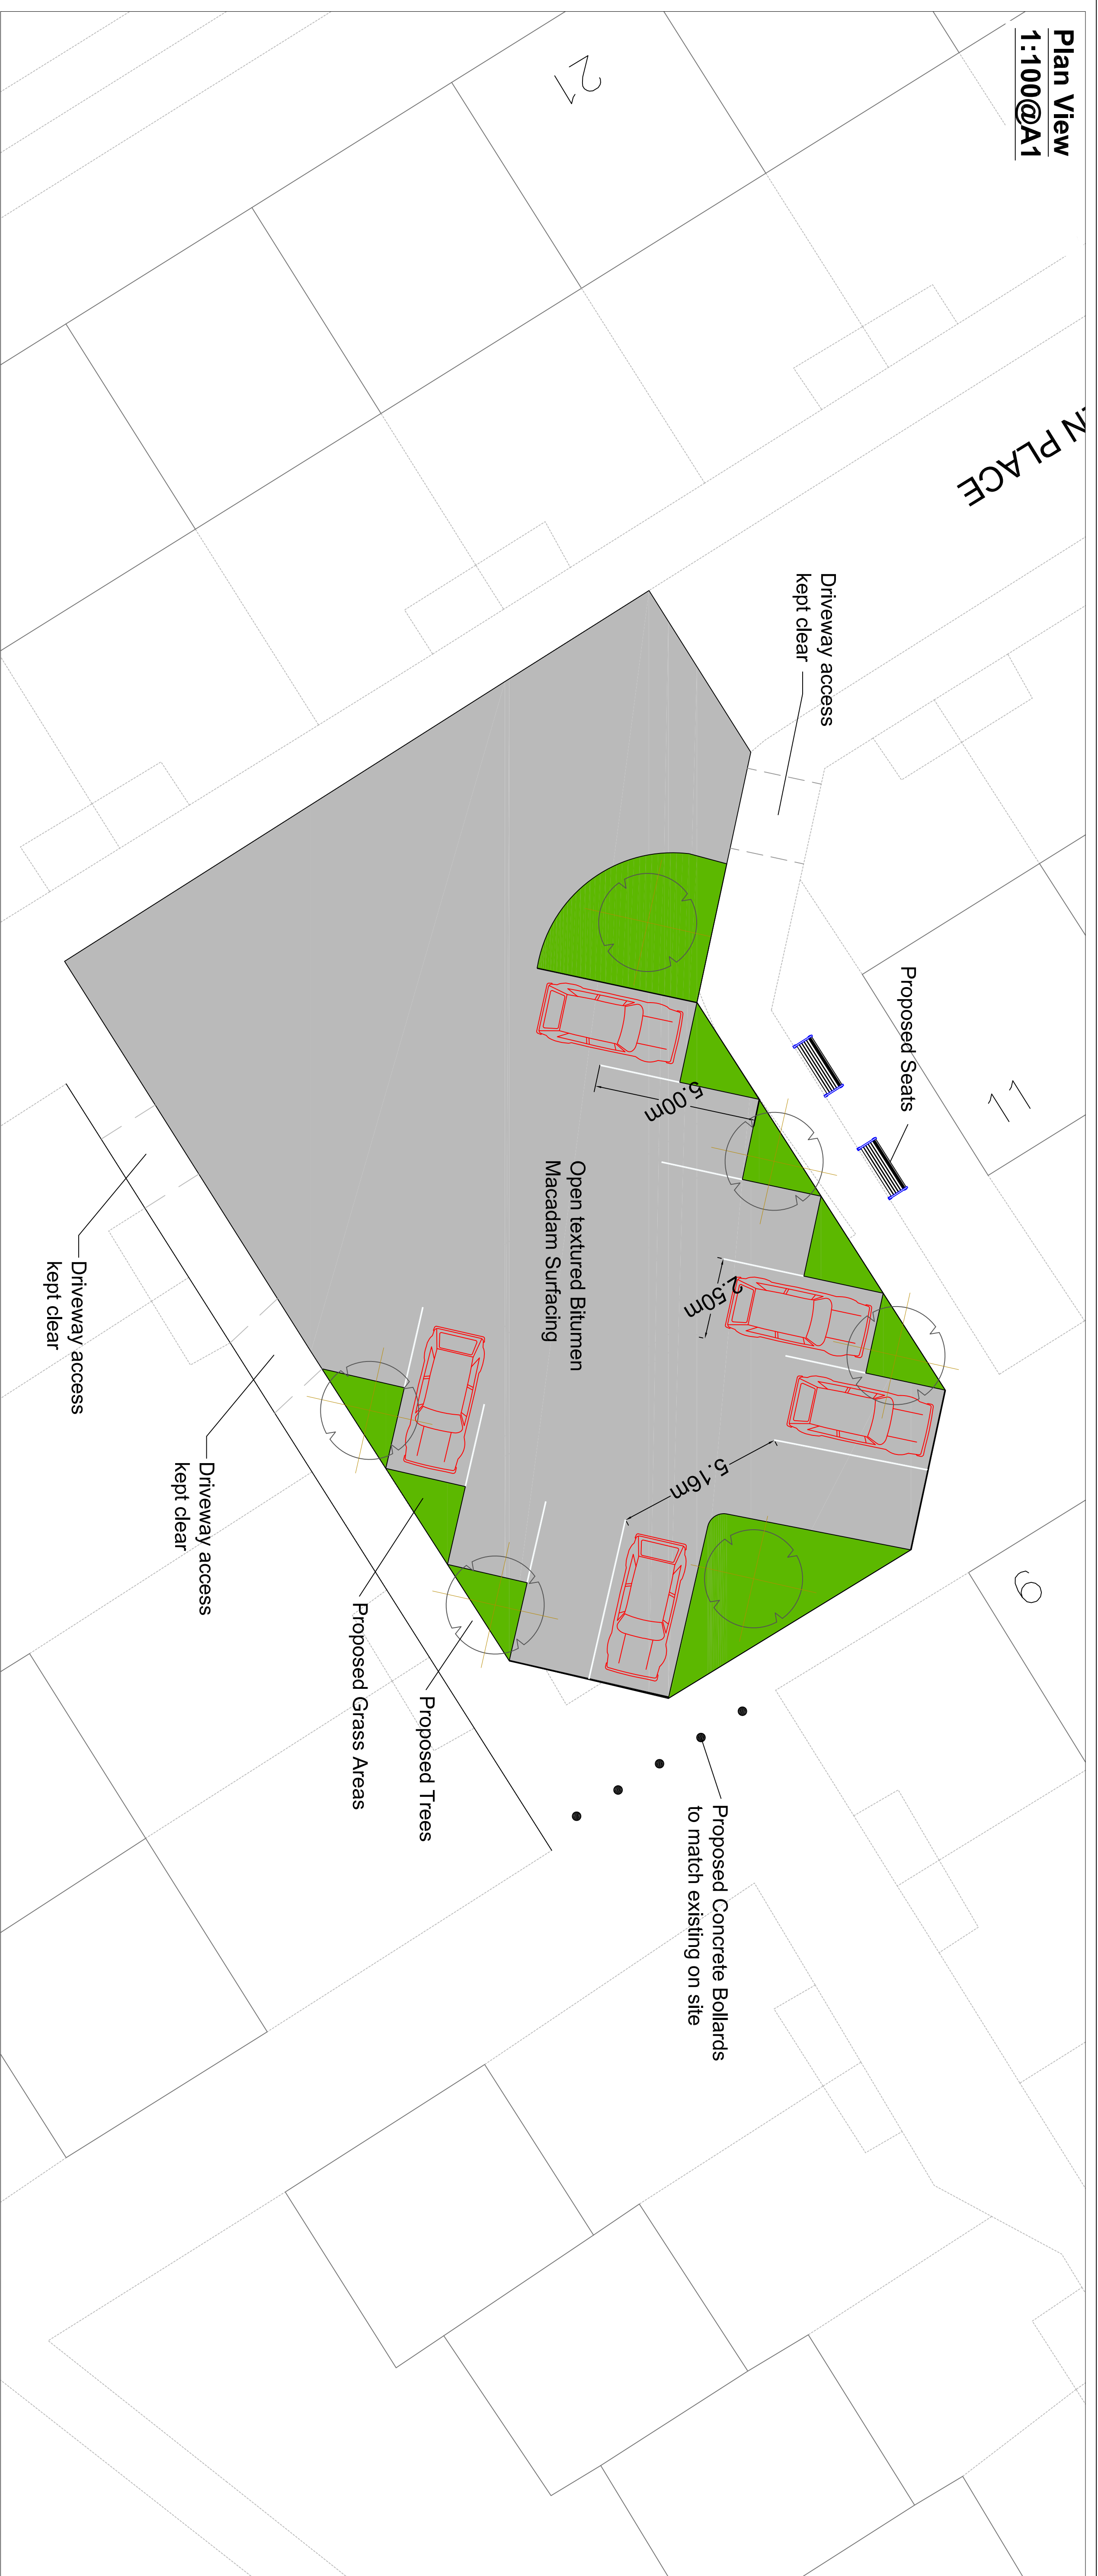 Plan View
1:100@A1
21
N PLACE
Driveway access
kept clear
Proposed Seats
11
5.00m
Open textured Bitumen
Macadam Surfacing
2.50m
5.16m
9
Driveway access
kept clear
Driveway access
kept clear
Proposed Grass Areas
Proposed Trees
Proposed Concrete Bollards
to match existing on site